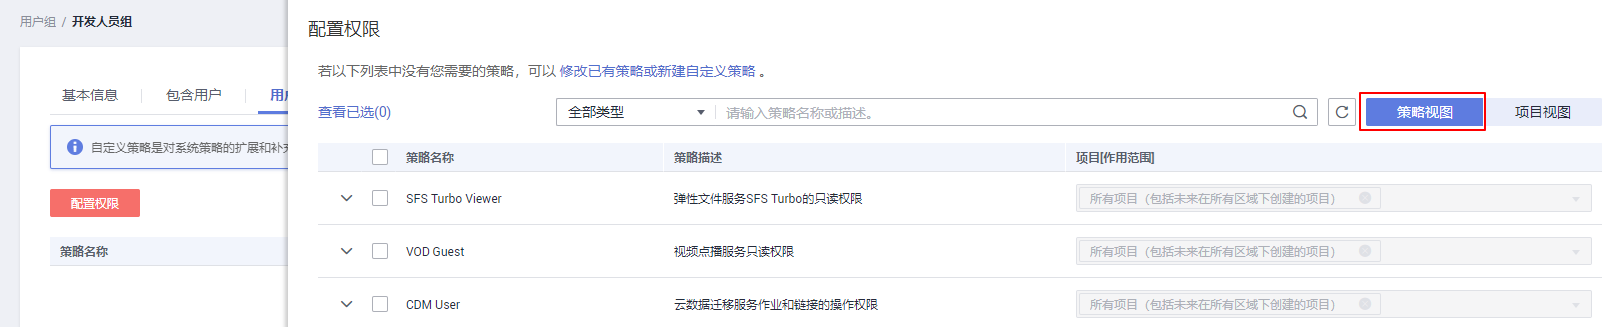 用户组 / 开发人员组
基本信息 包含用户
自定义策略是对系统策略的扩展和补
配置权限
策略名称
配置权限
若以下列表中没有您需要的策略，可以 修改已有策略或新建自定义策略 。
查看已选(0) 全部类型 请输入策略名称或描述。 策略视图 项目视图
策略名称 策略描述 项目[作用范围]
SFS Turbo Viewer 弹性文件服务SFS Turbo的只读权限 所有项目（包括未来在所有区域下创建的项目）
VOD Guest 视频点播服务只读权限 所有项目（包括未来在所有区域下创建的项目）
CDM User 云数据迁移服务作业和链接的操作权限 所有项目（包括未来在所有区域下创建的项目）